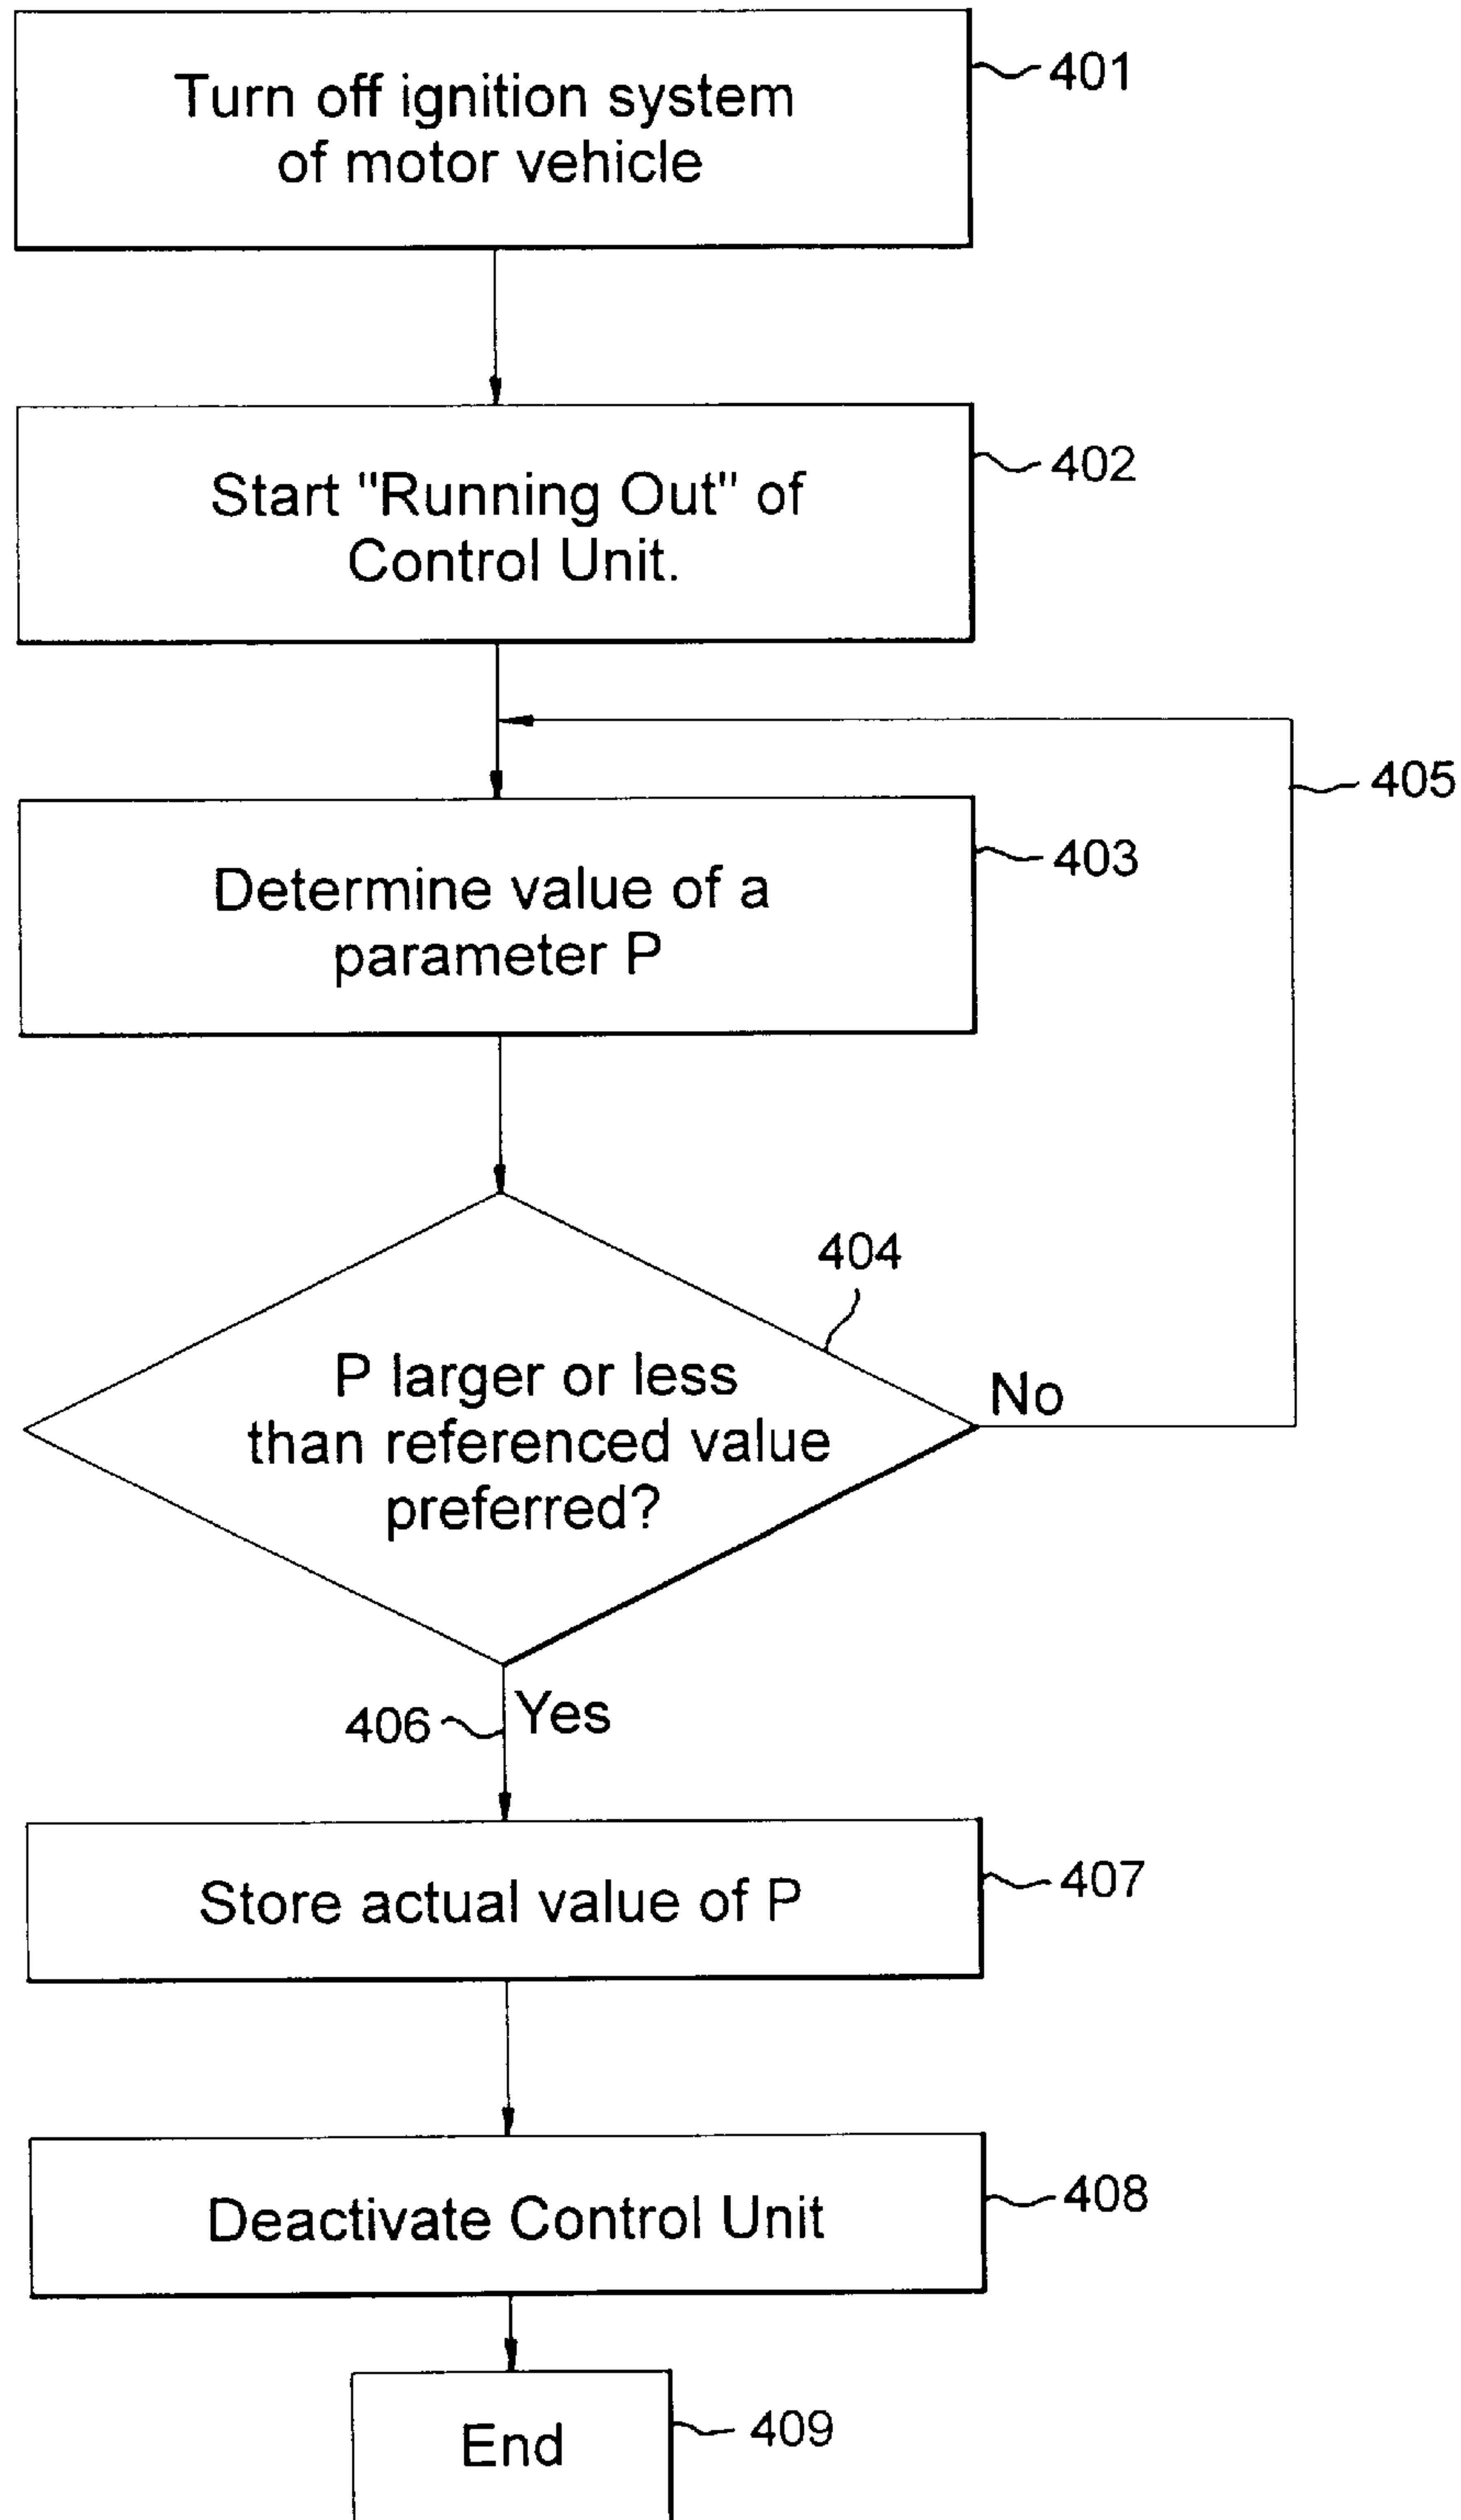 Turn off ignition system
of motor vehicle
401
Start "Running Out" of
Control Unit.
402
405
Determine value of a
parameter P
403
404
P larger or less
than referenced value
preferred?
No
406
Yes
Store actual value of P
407
Deactivate Control Unit
408
End
409